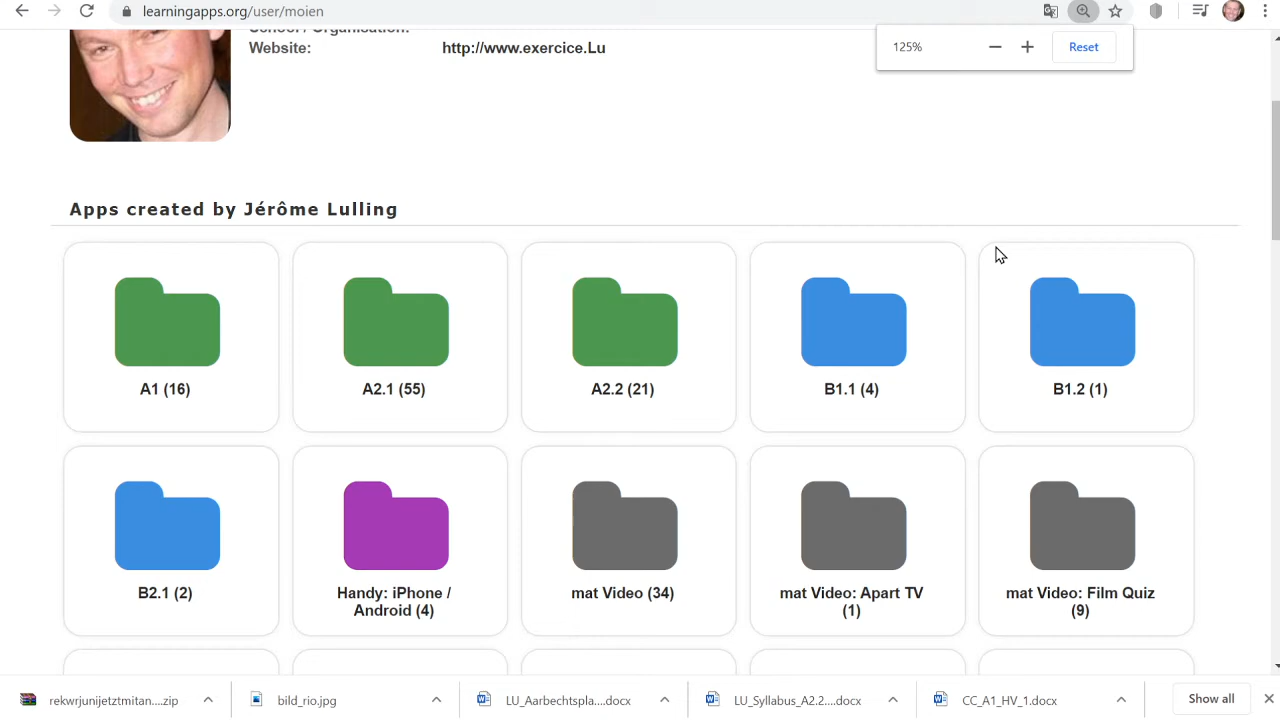 learningapps.org/user/moien
School / Organisation:
Website: http://www.exercice.Lu
125%
Reset
Apps created by Jérôme Lulling
A1 (16)
A2.1 (55)
A2.2 (21)
B1.1 (4)
B1.2 (1)
B2.1 (2)
Handy: iPhone /
Android (4)
mat Video (34)
mat Video: Apart TV
(1)
mat Video: Film Quiz
(9)
rekwrjunijetztmitan....zip
bild_rio.jpg
LU_Aarbechtspla....docx
LU_Syllabus_A2.2....docx
CC_A1_HV_1.docx
Show all